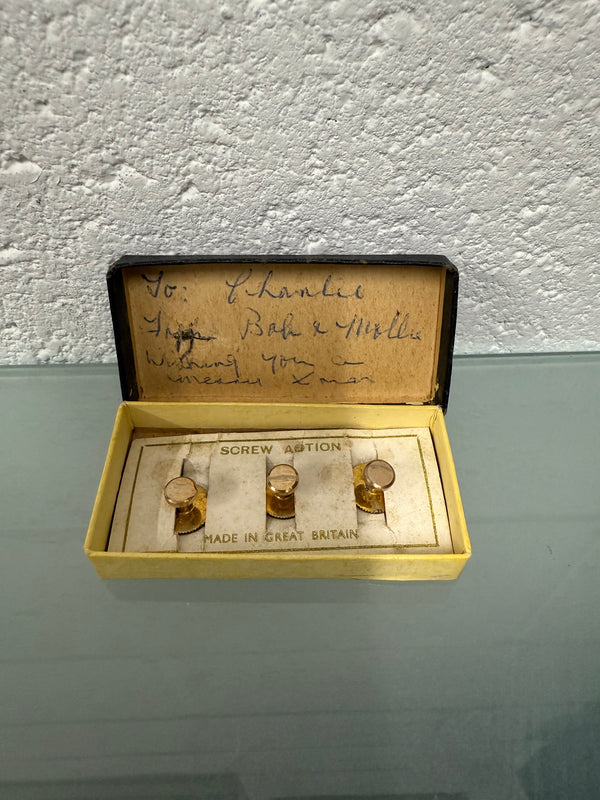 To: Charlie
From Bob & Mollie
Wishing you a
merry Xmas
SCREW ACTION
MADE IN GREAT BRITAIN